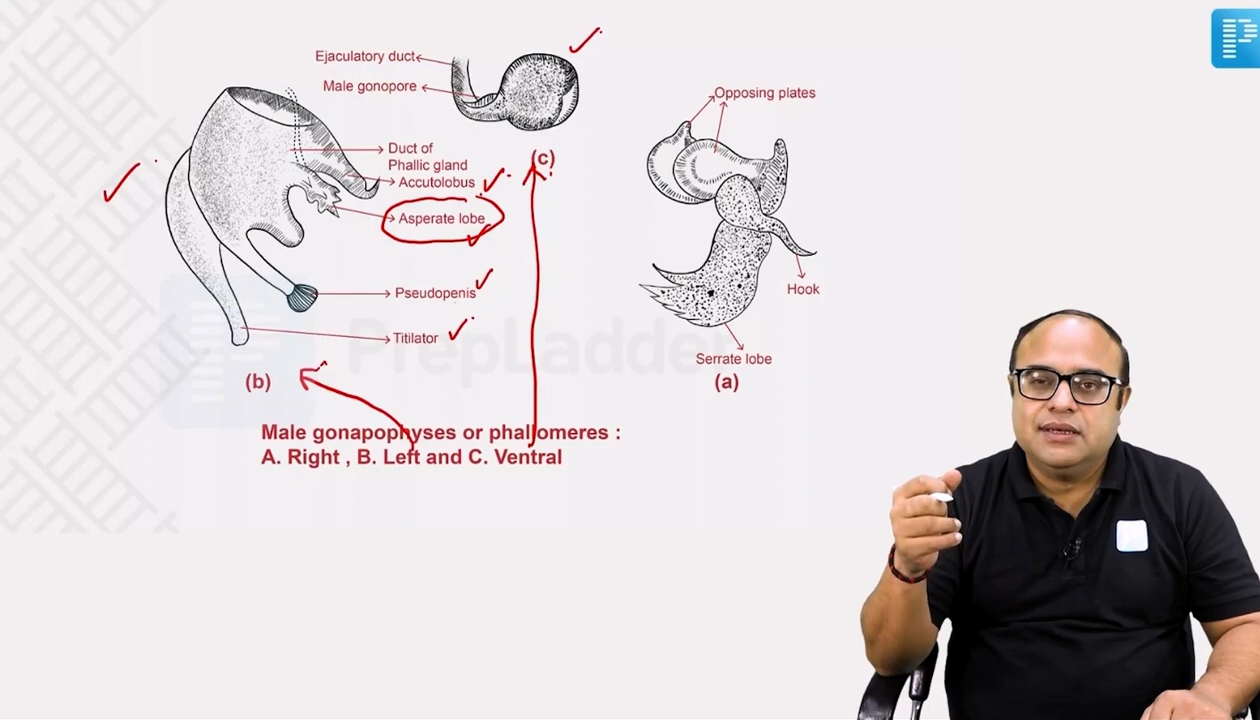 Ejaculatory duct
Male gonopore
Opposing plates
Duct of
Phallic gland
(c)
Accutolobus
Asperate lobe
Pseudopenis
Hook
Titilator
PrepLadder
Serrate lobe
(b)
(a)
Male gonapophyses or phallomeres :
A. Right , B. Left and C. Ventral